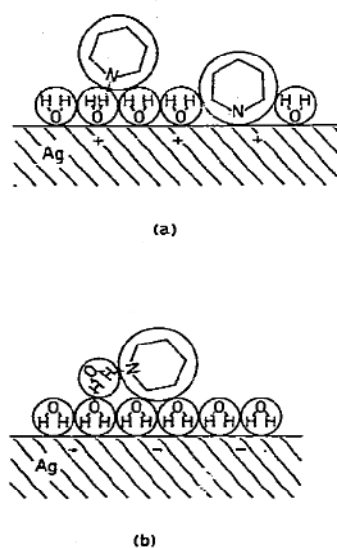 N
H H H H H H H H N H H
O O O O O
+ + +
Ag
(a)
H O H N
O O O O O O
H H H H H H H H H H H H
- - -
Ag
(b)